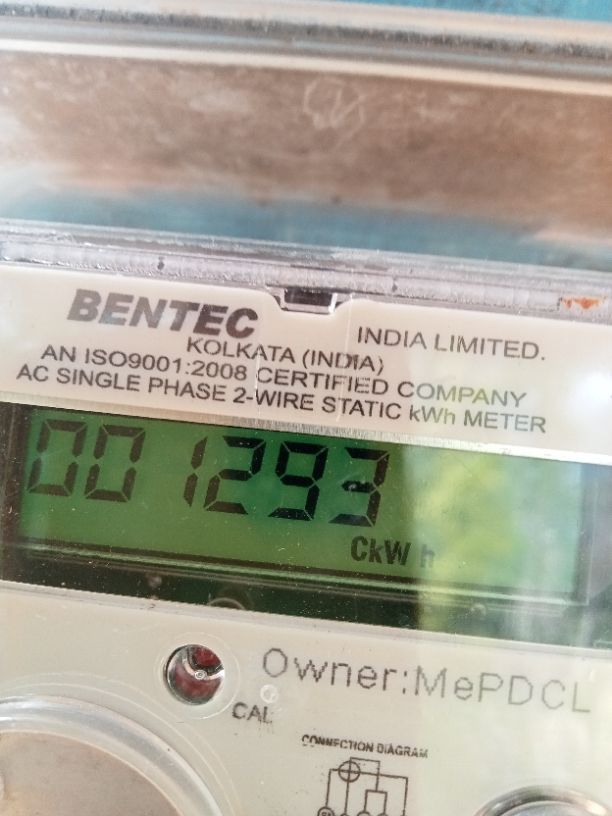 BENTEC INDIA LIMITED.
KOLKATA (INDIA)
AN ISO9001:2008 CERTIFIED COMPANY
AC SINGLE PHASE 2-WIRE STATIC kWh METER
001293
CkWh
Owner:MePDCL
CAL
CONNECTION DIAGRAM